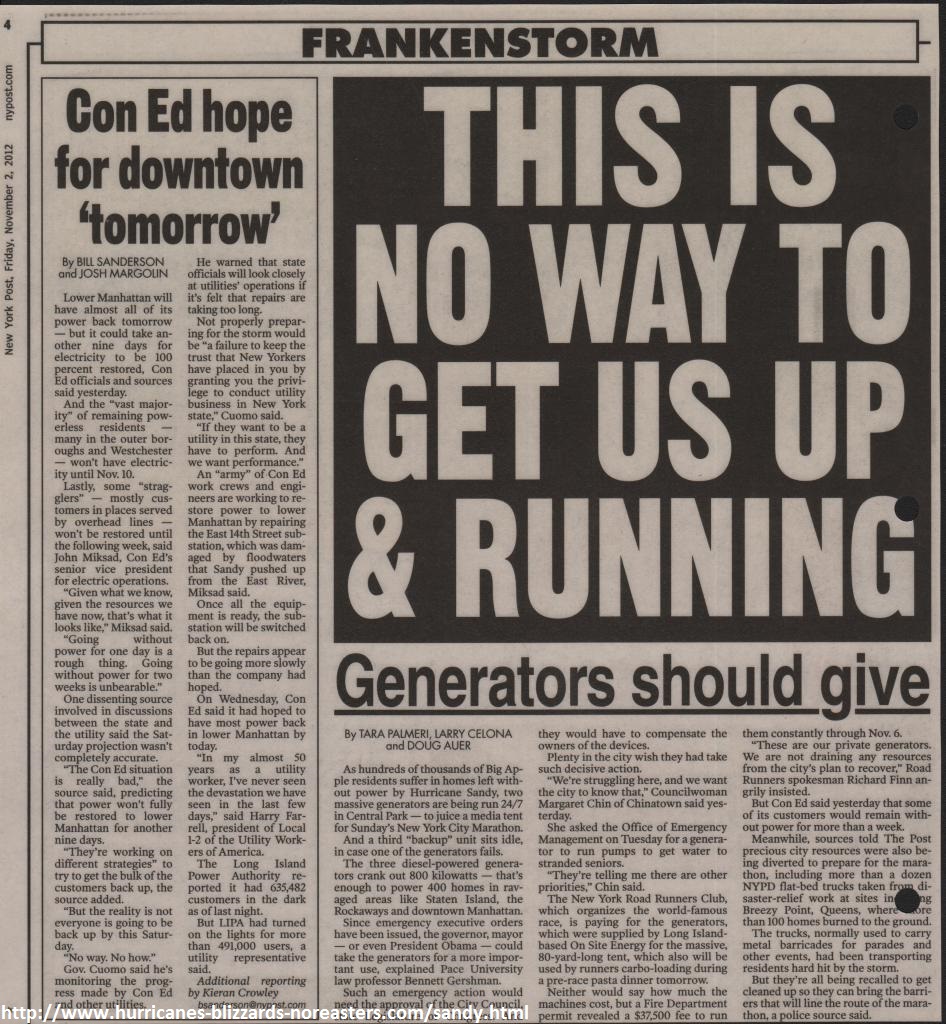 4
New York Post, Friday, November 2, 2012 nypost.com
FRANKENSTORM
Con Ed hope
for downtown
‘tomorrow’
By BILL SANDERSON
and JOSH MARGOLIN
Lower Manhattan will
have almost all of its
power back tomorrow
— but it could take an-
other nine days for
electricity to be 100
percent restored, Con
Ed officials and sources
said yesterday.
And the “vast major-
ity” of remaining pow-
erless residents —
many in the outer bor-
oughs and Westchester
— won’t have electric-
ity until Nov. 10.
Lastly, some “strag-
glers” — mostly cus-
tomers in places served
by overhead lines —
won’t be restored until
the following week, said
John Miksad, Con Ed’s
senior vice president
for electric operations.
“Given what we know,
given the resources we
have now, that’s what it
looks like,” Miksad said.
“Going without
power for one day is a
rough thing. Going
without power for two
weeks is unbearable.”
One dissenting source
involved in discussions
between the state and
the utility said the Sat-
urday projection wasn’t
completely accurate.
“The Con Ed situation
is really bad,” the
source said, predicting
that power won’t fully
be restored to lower
Manhattan for another
nine days.
“They’re working on
different strategies” to
try to get the bulk of the
customers back up, the
source added.
“But the reality is not
everyone is going to be
back up by this Satur-
day.
“No way. No how.”
Gov. Cuomo said he’s
monitoring the prog-
ress made by Con Ed
and other utilities.
He warned that state
officials will look closely
at utilities’ operations if
it’s felt that repairs are
taking too long.
Not properly prepar-
ing for the storm would
be “a failure to keep the
trust that New Yorkers
have placed in you by
granting you the privi-
lege to conduct utility
business in New York
state,” Cuomo said.
“If they want to be a
utility in this state, they
have to perform. And
we want performance.”
An “army” of Con Ed
work crews and engi-
neers are working to re-
store power to lower
Manhattan by repairing
the East 14th Street sub-
station, which was dam-
aged by floodwaters
that Sandy pushed up
from the East River,
Miksad said.
Once all the equip-
ment is ready, the sub-
station will be switched
back on.
But the repairs appear
to be going more slowly
than the company had
hoped.
On Wednesday, Con
Ed said it had hoped to
have most power back
in lower Manhattan by
today.
“In my almost 50
years as a utility
worker, I’ve never seen
the devastation we have
seen in the last few
days,” said Harry Far-
rell, president of Local
1-2 of the Utility Work-
ers of America.
The Long Island
Power Authority re-
ported it had 635,482
customers in the dark
as of last night.
But LIPA had turned
on the lights for more
than 491,000 users, a
utility representative
said.
Additional reporting
by Kieran Crowley
bsanderson@nypost.com
THIS IS
NO WAY TO
GET US UP
& RUNNING
Generators should give
By TARA PALMERI, LARRY CELONA
and DOUG AUER
As hundreds of thousands of Big Ap-
ple residents suffer in homes left with-
out power by Hurricane Sandy, two
massive generators are being run 24/7
in Central Park — to juice a media tent
for Sunday’s New York City Marathon.
And a third “backup” unit sits idle,
in case one of the generators fails.
The three diesel-powered genera-
tors crank out 800 kilowatts — that’s
enough to power 400 homes in rav-
aged areas like Staten Island, the
Rockaways and downtown Manhattan.
Since emergency executive orders
have been issued, the governor, mayor
— or even President Obama — could
take the generators for a more impor-
tant use, explained Pace University
law professor Bennett Gershman.
Such an emergency action would
need the approval of the City Council,
they would have to compensate the
owners of the devices.
Plenty in the city wish they had take
such decisive action.
“We’re struggling here, and we want
the city to know that,” Councilwoman
Margaret Chin of Chinatown said yes-
terday.
She asked the Office of Emergency
Management on Tuesday for a genera-
tor to run pumps to get water to
stranded seniors.
“They’re telling me there are other
priorities,” Chin said.
The New York Road Runners Club,
which organizes the world-famous
race, is paying for the generators,
which were supplied by Long Island-
based On Site Energy for the massive,
80-yard-long tent, which also will be
used by runners carbo-loading during
a pre-race pasta dinner tomorrow.
Neither would say how much the
machines cost, but a Fire Department
permit revealed a $37,500 fee to run
them constantly through Nov. 6.
“These are our private generators.
We are not draining any resources
from the city’s plan to recover,” Road
Runners spokesman Richard Finn an-
grily insisted.
But Con Ed said yesterday that some
of its customers would remain with-
out power for more than a week.
Meanwhile, sources told The Post
precious city resources were also be-
ing diverted to prepare for the mara-
thon, including more than a dozen
NYPD flat-bed trucks taken from di-
saster-relief work at sites
Breezy Point, Queens, where more
than 100 homes burned to the ground.
The trucks, normally used to carry
metal barricades for parades and
other events, had been transporting
residents hard hit by the storm.
But they’re all being recalled to get
cleaned up so they can bring the barri-
ers that will line the route of the mara-
thon, a police source said.
http://www.hurricanes-blizzards-noreasters.com/sandy.html